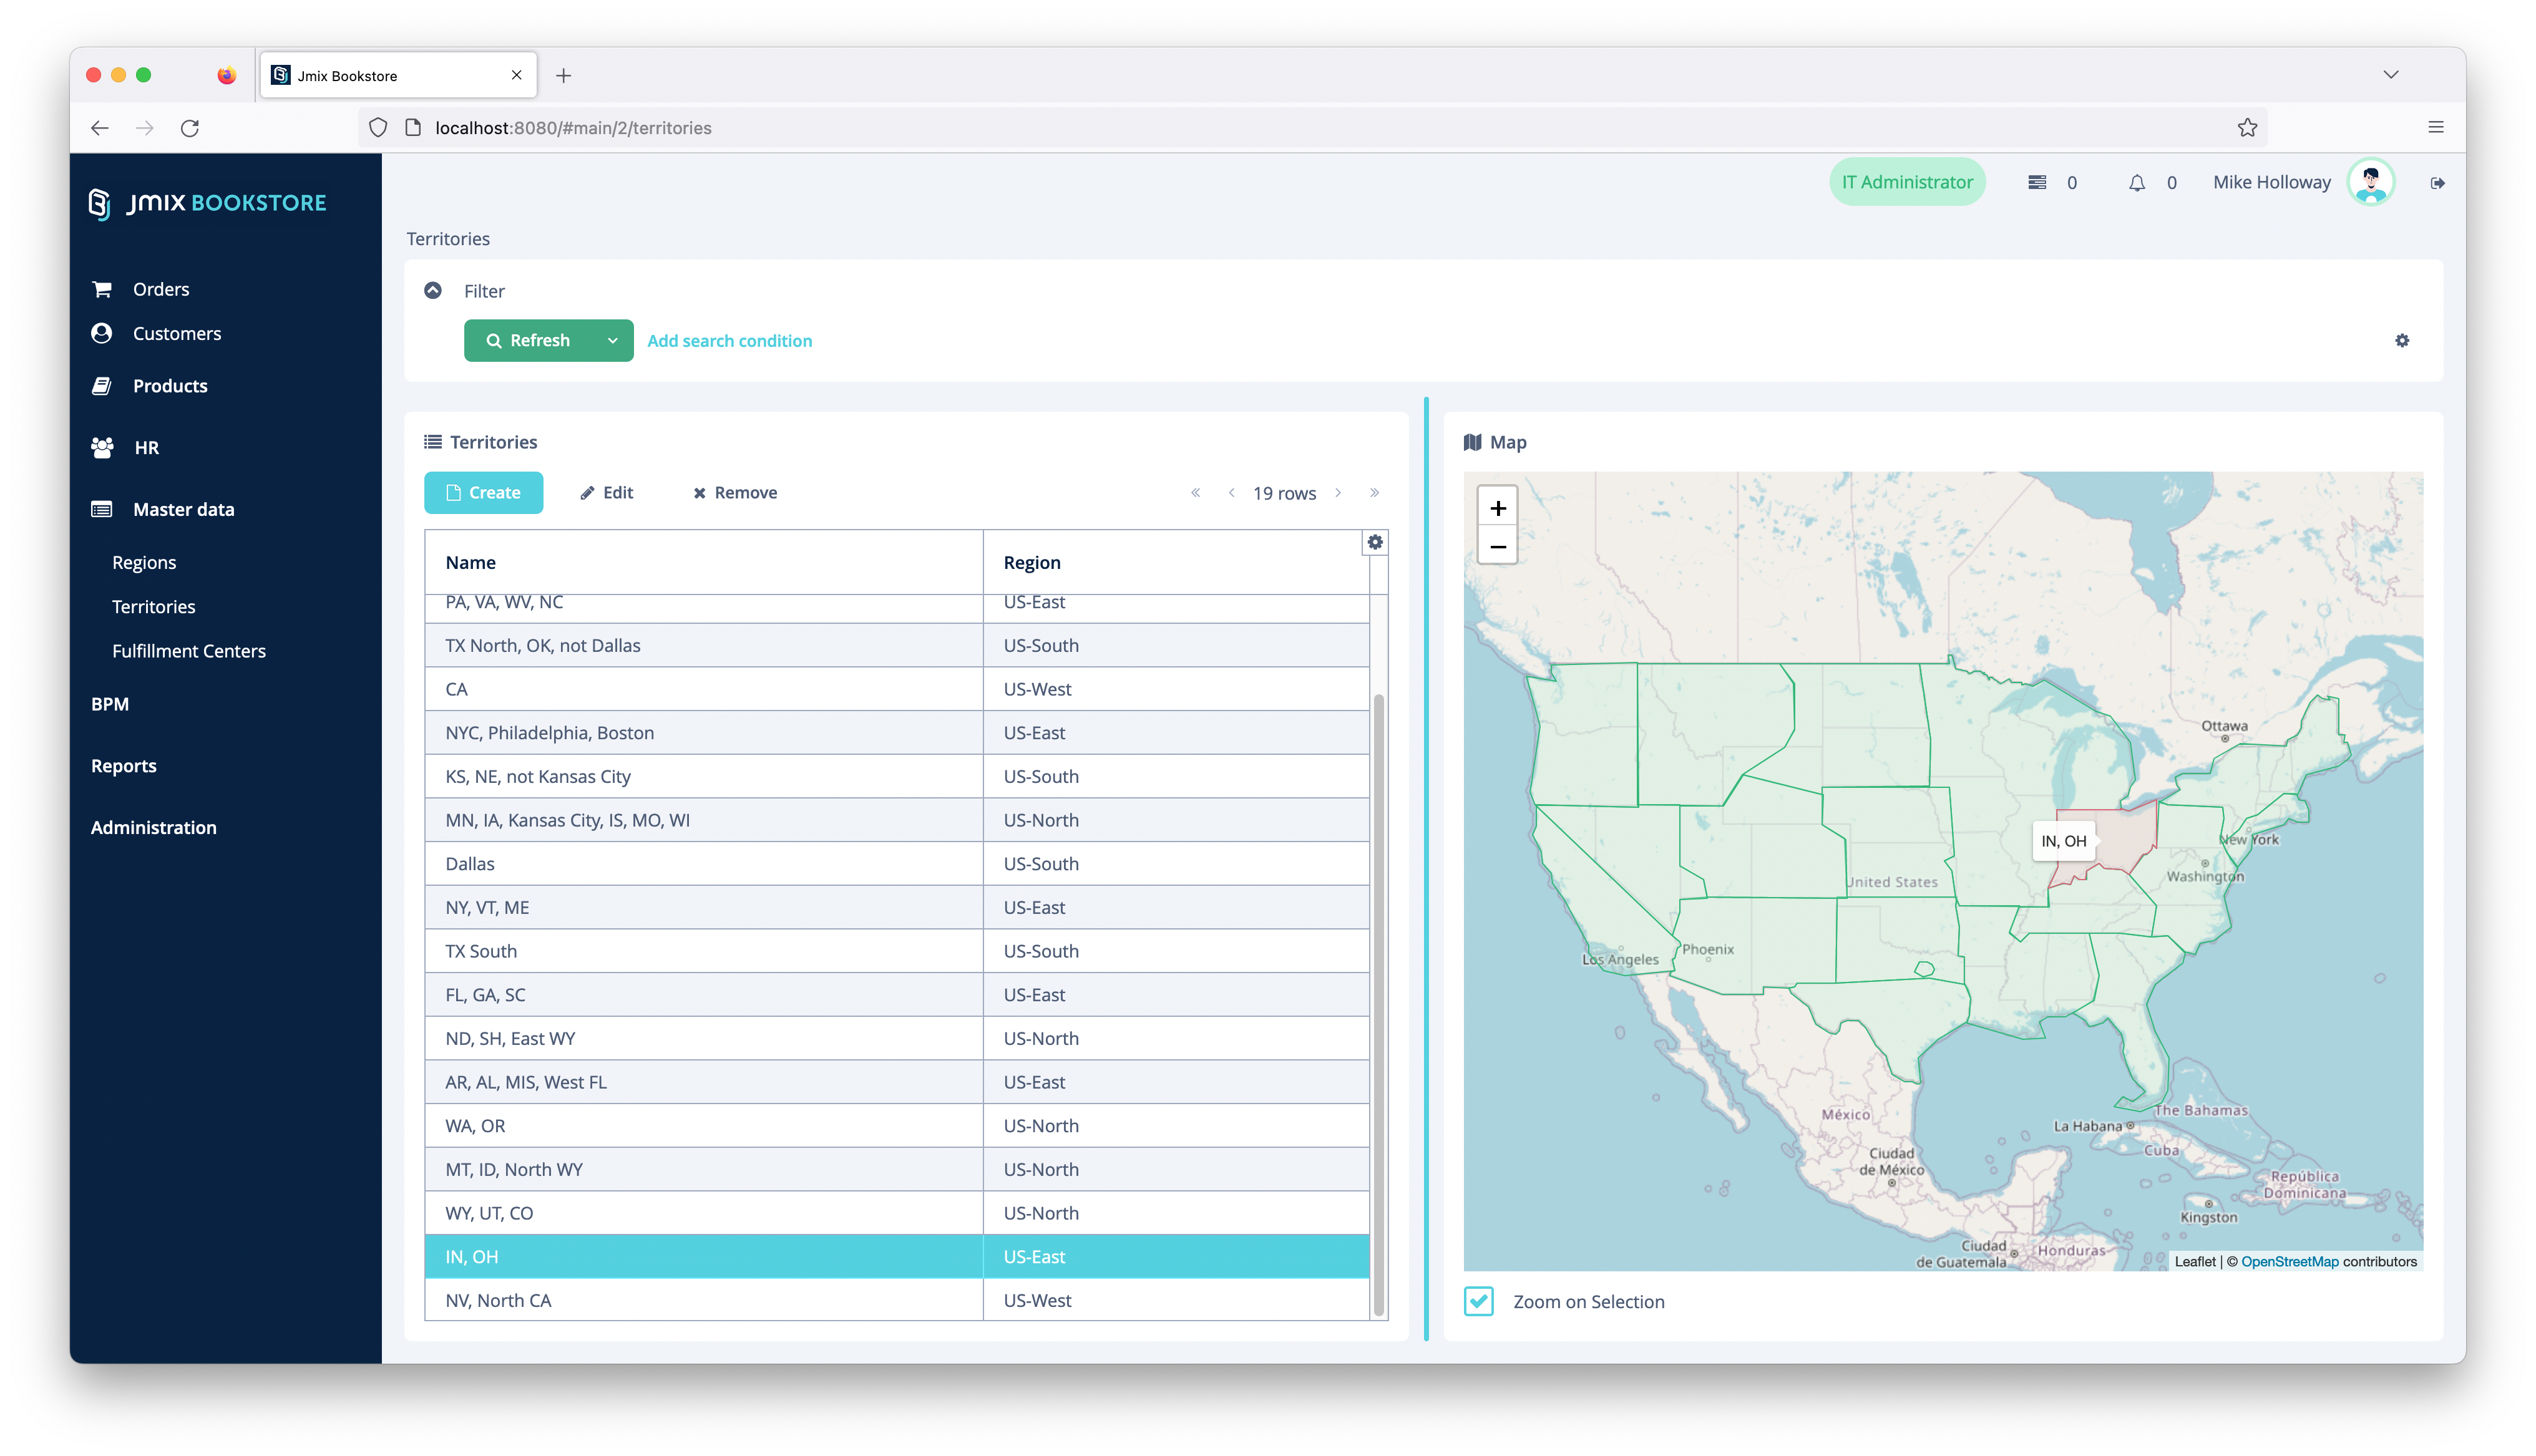 Jmix Bookstore
localhost:8080/#main/2/territories
JMIX BOOKSTORE
IT Administrator
0
0
Mike Holloway
Orders
Customers
Products
HR
Master data
Regions
Territories
Fulfillment Centers
BPM
Reports
Administration
Territories
Filter
Refresh
Add search condition
Territories
Create
Edit
Remove
19 rows
Name Region
PA, VA, WV, NC US-East
TX North, OK, not Dallas US-South
CA US-West
NYC, Philadelphia, Boston US-East
KS, NE, not Kansas City US-South
MN, IA, Kansas City, IS, MO, WI US-North
Dallas US-South
NY, VT, ME US-East
TX South US-South
FL, GA, SC US-East
ND, SH, East WY US-North
AR, AL, MIS, West FL US-East
WA, OR US-North
MT, ID, North WY US-North
WY, UT, CO US-North
IN, OH US-East
NV, North CA US-West
Map
+
−
Ottawa
IN, OH
New York
Washington
United States
Phoenix
Los Angeles
México
The Bahamas
La Habana
Cuba
Ciudad
de México
República
Dominicana
Kingston
Ciudad
de Guatemala
Honduras
Leaflet | © OpenStreetMap contributors
Zoom on Selection